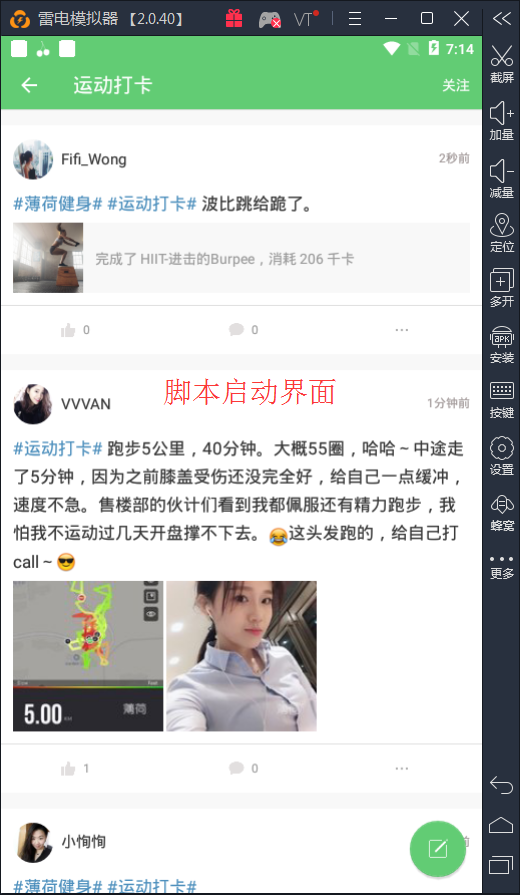 雷电模拟器 【2.0.40】 VT
7:14
运动打卡 关注
截屏
加量
减量
定位
多开
APK
安装
按键
设置
蜂窝
更多
Fifi_Wong 2秒前
#薄荷健身# #运动打卡# 波比跳给跪了。
完成了 HIIT-进击的Burpee，消耗 206 千卡
0 0
脚本启动界面
VVVAN 1分钟前
#运动打卡# 跑步5公里，40分钟。大概55圈，哈哈～中途走
了5分钟，因为之前膝盖受伤还没完全好，给自己一点缓冲，
速度不急。售楼部的伙计们看到我都佩服还有精力跑步，我
怕我不运动过几天开盘撑不下去。😂这头发跑的，给自己打
call～😎
5.00 薄荷
1 0
小恂恂 前
#薄荷健身# #运动打卡#